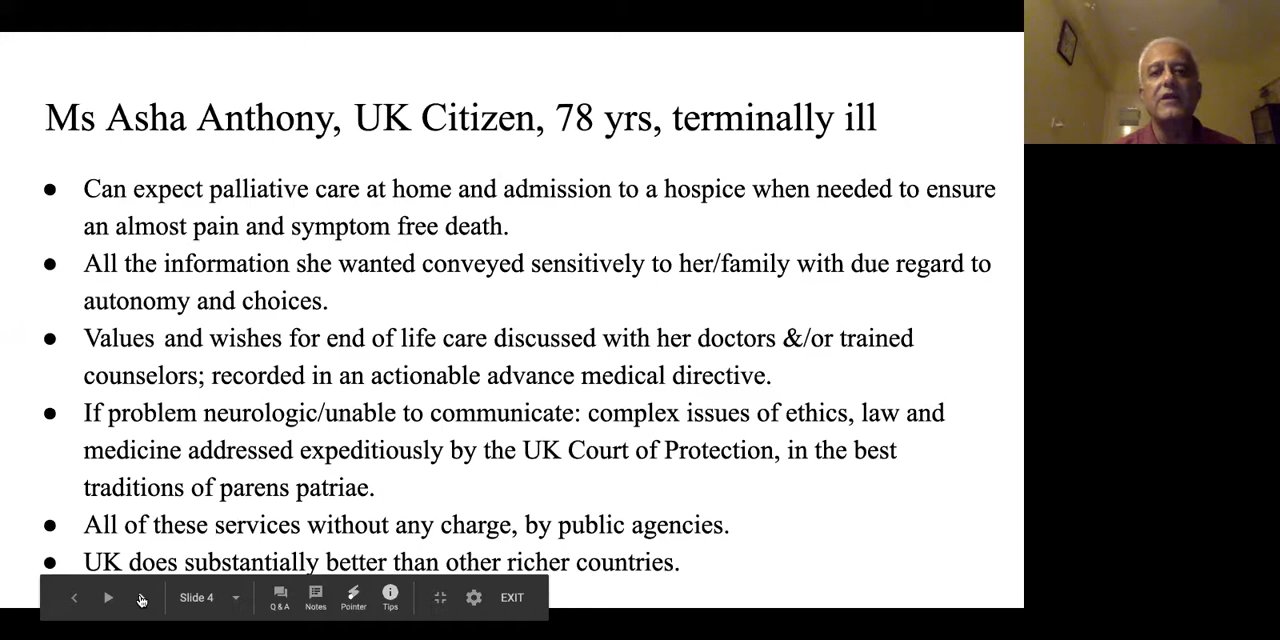 Ms Asha Anthony, UK Citizen, 78 yrs, terminally ill
● Can expect palliative care at home and admission to a hospice when needed to ensure
an almost pain and symptom free death.
● All the information she wanted conveyed sensitively to her/family with due regard to
autonomy and choices.
● Values and wishes for end of life care discussed with her doctors &/or trained
counselors; recorded in an actionable advance medical directive.
● If problem neurologic/unable to communicate: complex issues of ethics, law and
medicine addressed expeditiously by the UK Court of Protection, in the best
traditions of parens patriae.
● All of these services without any charge, by public agencies.
● UK does substantially better than other richer countries.
Slide 4
Q & A
Notes
Pointer
Tips
EXIT